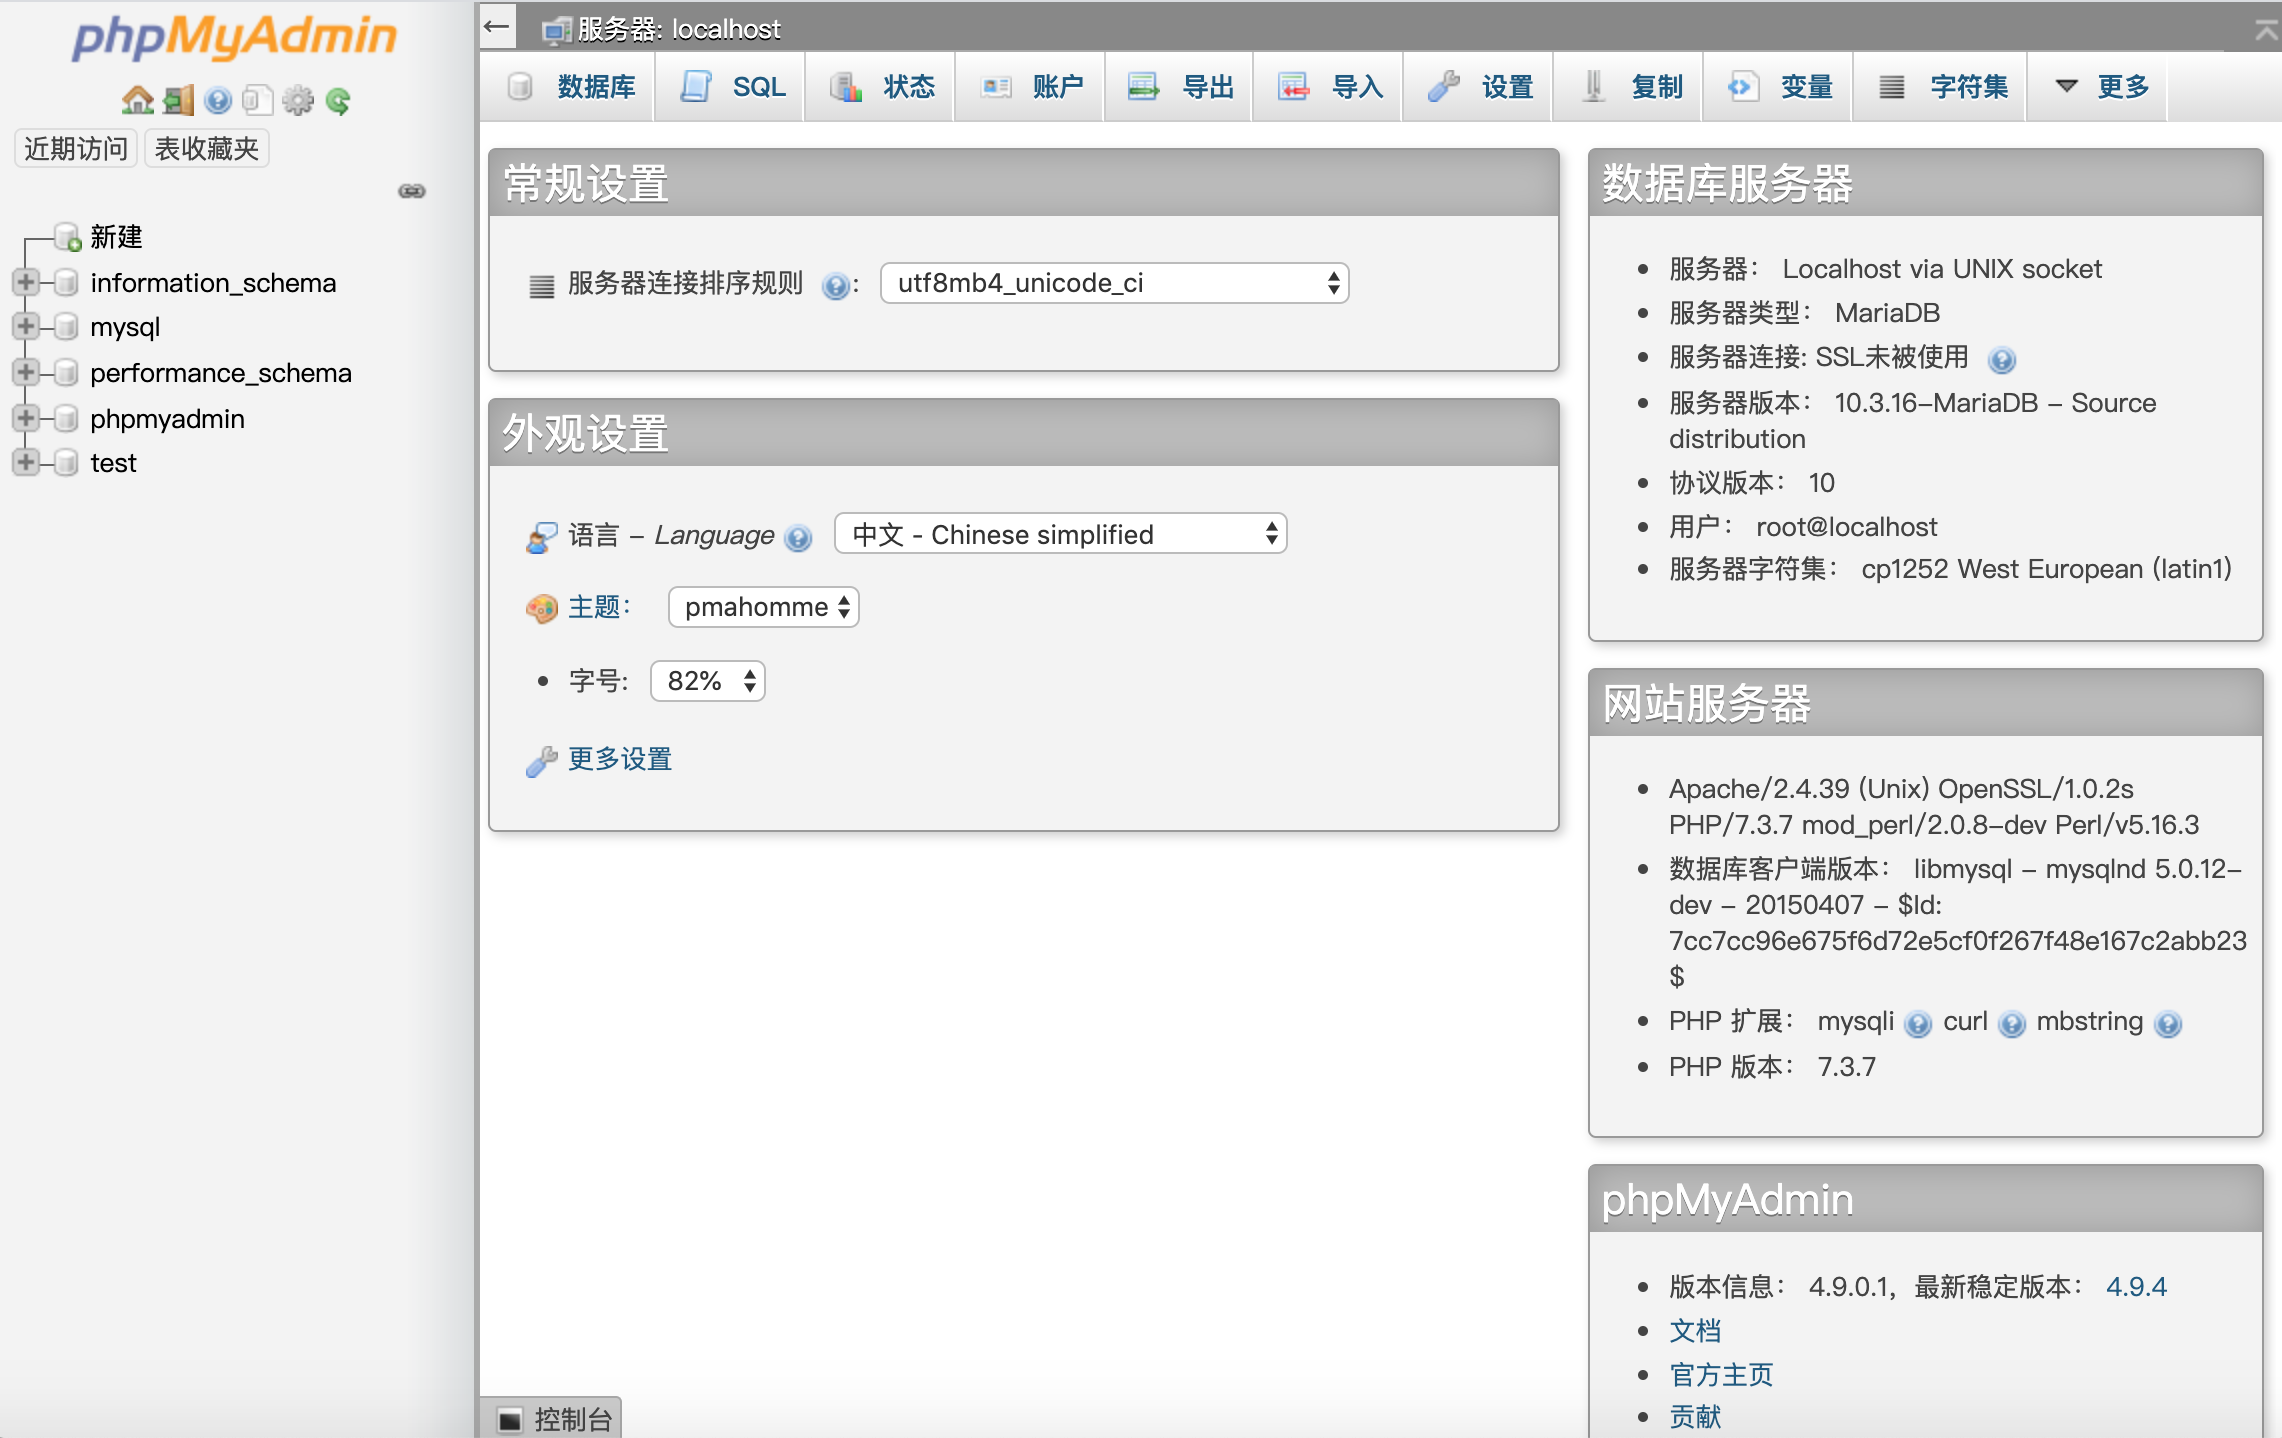 phpMyAdmin
近期访问 表收藏夹
新建
information_schema
mysql
performance_schema
phpmyadmin
test
服务器: localhost
数据库 SQL 状态 账户 导出 导入 设置 复制 变量 字符集 更多
常规设置
服务器连接排序规则 : utf8mb4_unicode_ci
外观设置
语言 - Language 中文 - Chinese simplified
主题: pmahomme
字号: 82%
更多设置
控制台
数据库服务器
服务器: Localhost via UNIX socket
服务器类型: MariaDB
服务器连接: SSL未被使用
服务器版本: 10.3.16-MariaDB - Source
distribution
协议版本: 10
用户: root@localhost
服务器字符集: cp1252 West European (latin1)
网站服务器
Apache/2.4.39 (Unix) OpenSSL/1.0.2s
PHP/7.3.7 mod_perl/2.0.8-dev Perl/v5.16.3
数据库客户端版本: libmysql - mysqlnd 5.0.12-
dev - 20150407 - $Id:
7cc7cc96e675f6d72e5cf0f267f48e167c2abb23
$
PHP 扩展: mysqli curl mbstring
PHP 版本: 7.3.7
phpMyAdmin
版本信息: 4.9.0.1, 最新稳定版本: 4.9.4
文档
官方主页
贡献